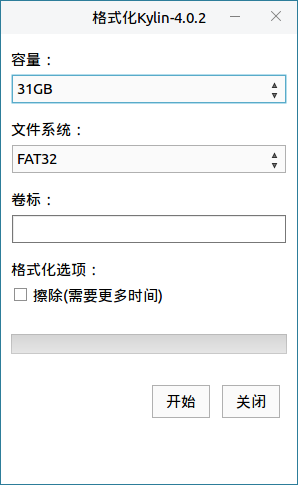 格式化Kylin-4.0.2
容量：
31GB
文件系统：
FAT32
卷标：
格式化选项：
擦除(需要更多时间)
开始
关闭